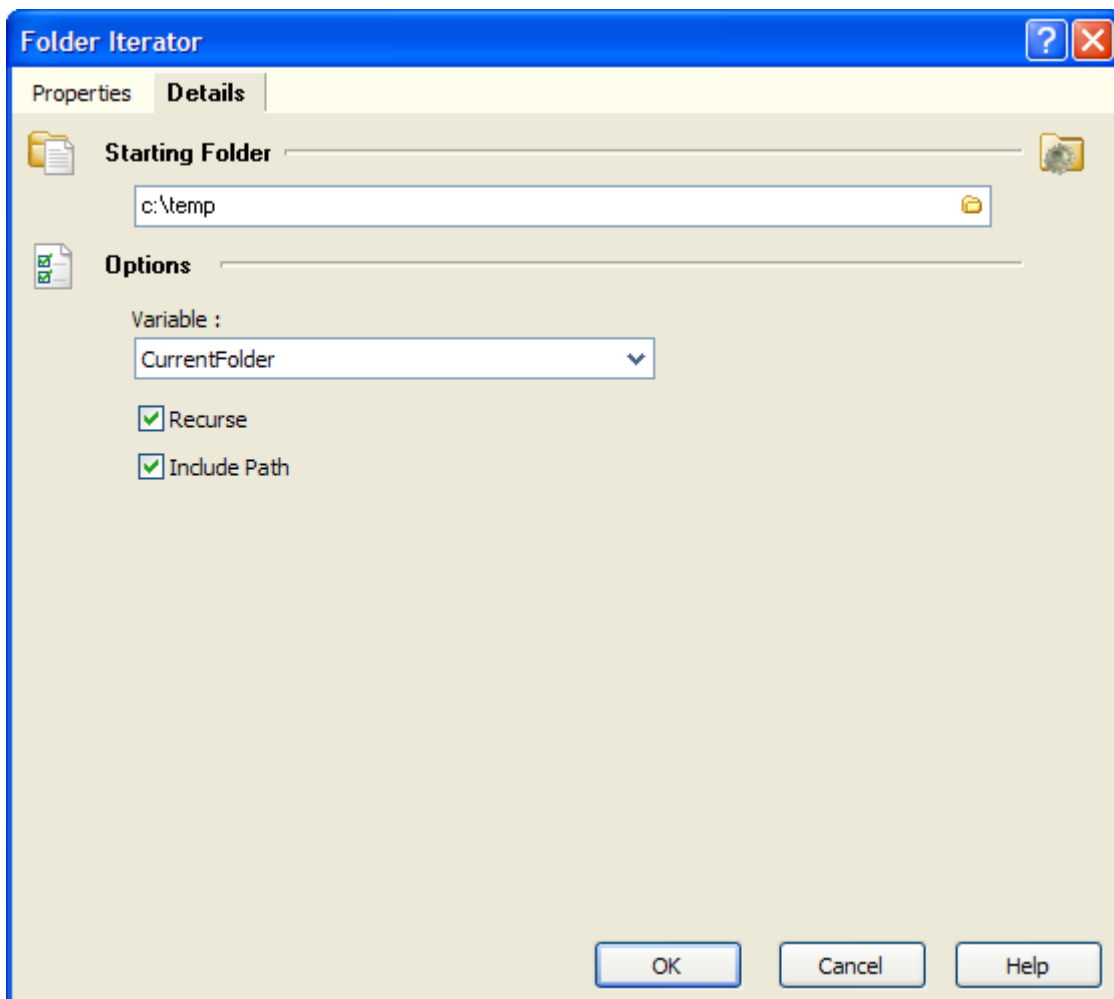 Folder Iterator
Properties Details
Starting Folder
c:\temp
Options
Variable :
CurrentFolder
Recurse
Include Path
OK Cancel Help